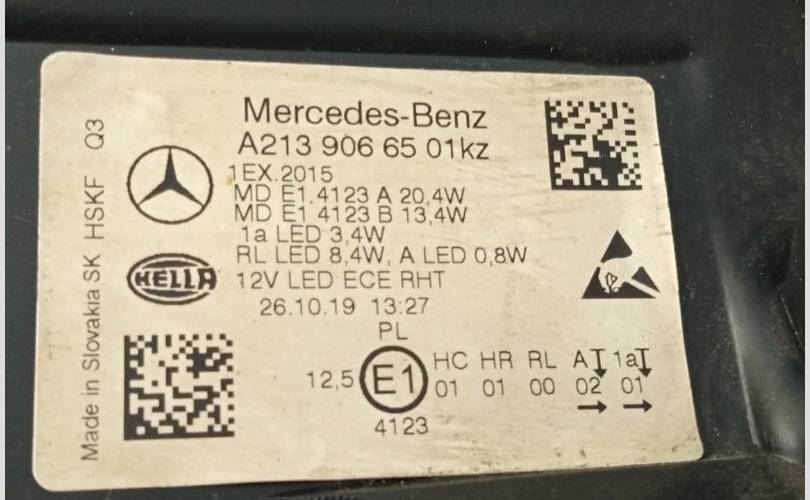 Mercedes-Benz
A213 906 65 01kz
1EX.2015
MD E1.4123 A 20,4W
MD E1 4123 B 13,4W
1a LED 3,4W
RL LED 8,4W, A LED 0,8W
12V LED ECE RHT
26.10.19 13:27
PL
HC HR RL A 1a
12,5 E1 01 01 00 02 01
4123
HELLA
Made in Slovakia SK HSKF Q3